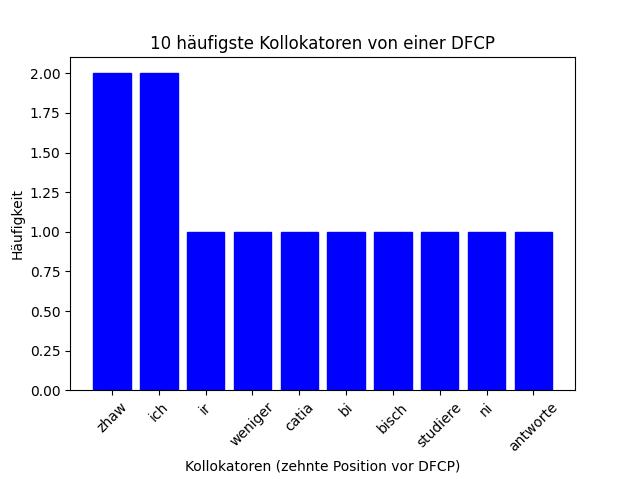 10 häufigste Kollokatoren von einer DFCP
Häufigkeit
2.00
1.75
1.50
1.25
1.00
0.75
0.50
0.25
0.00
zhaw
ich
ir
weniger
catia
bi
bisch
studiere
ni
antworte
Kollokatoren (zehnte Position vor DFCP)